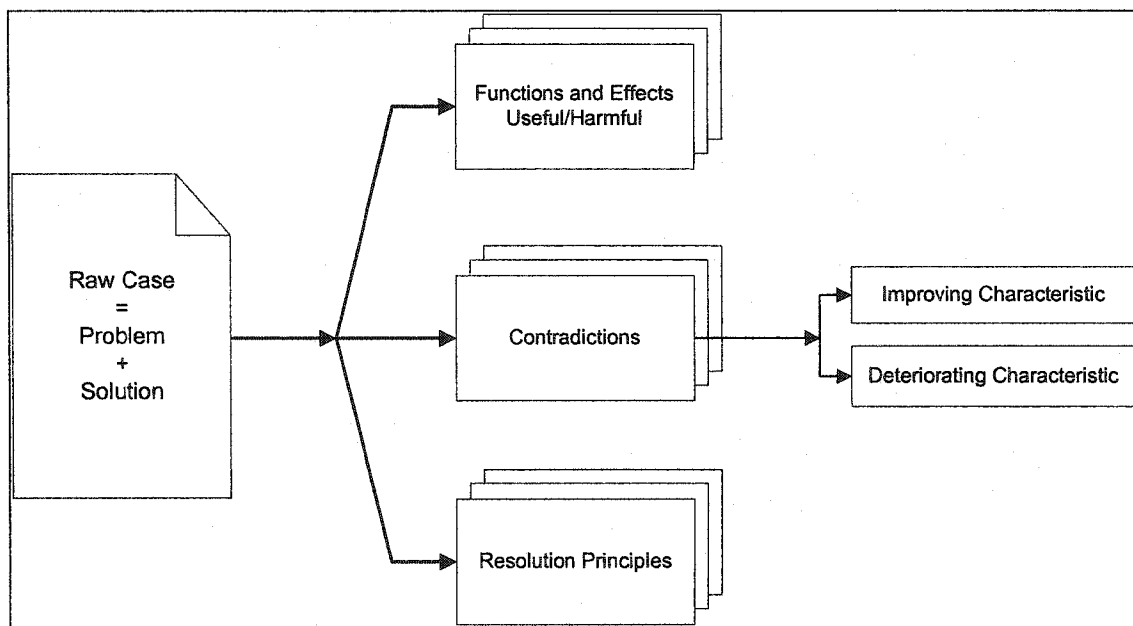 Raw Case
=
Problem
+
Solution
Functions and Effects
Useful/Harmful
Contradictions
Resolution Principles
Improving Characteristic
Deteriorating Characteristic